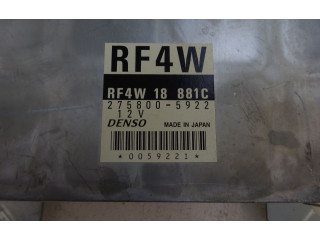 RF4W
RF4W 18 881C
275800-5922
12V
DENSO MADE IN JAPAN
*0059221*